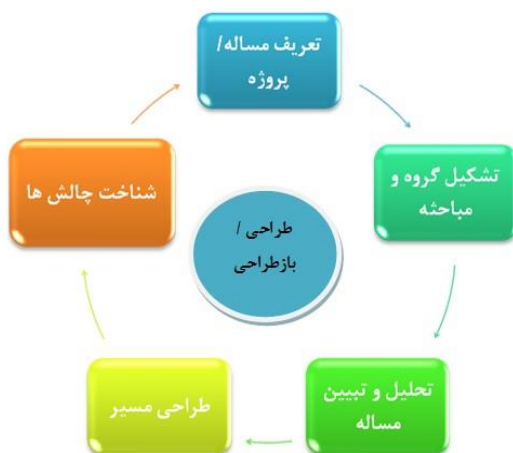 تعریف مساله/
پروژه
تشکیل گروه و
مباحثه
تحلیل و تبیین
مساله
طراحی مسیر
شناخت چالش ها
طراحی /
بازطراحی